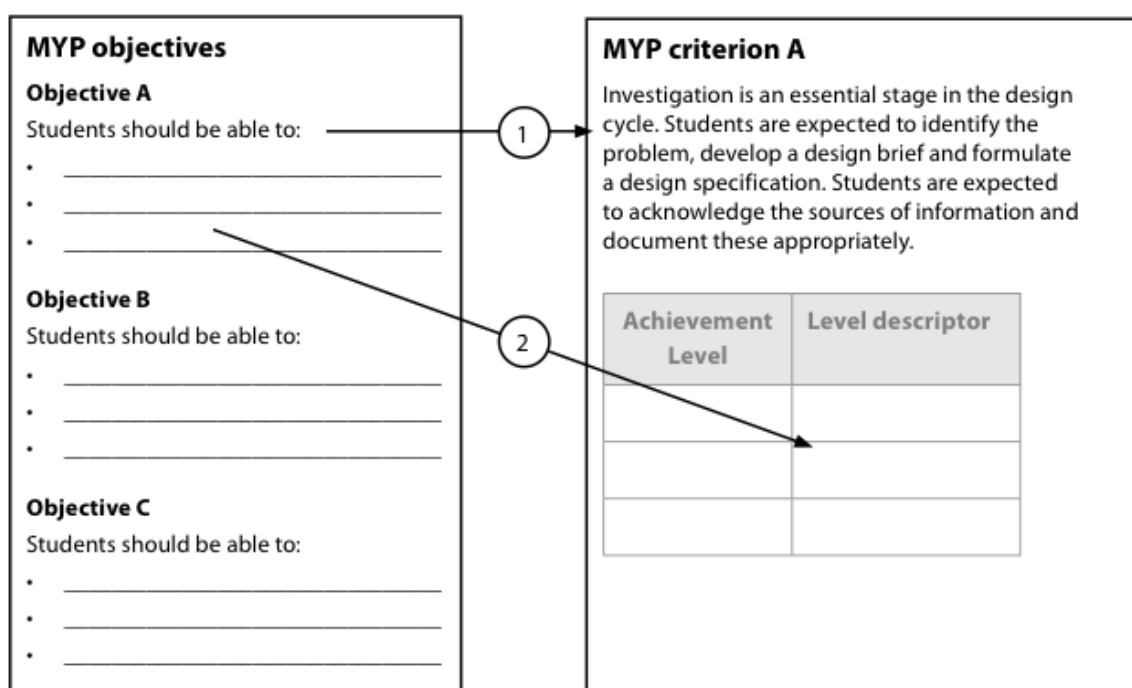 MYP objectives
Objective A
Students should be able to:
Objective B
Students should be able to:
Objective C
Students should be able to:
1
2
MYP criterion A
Investigation is an essential stage in the design
cycle. Students are expected to identify the
problem, develop a design brief and formulate
a design specification. Students are expected
to acknowledge the sources of information and
document these appropriately.
Achievement Level
Level descriptor